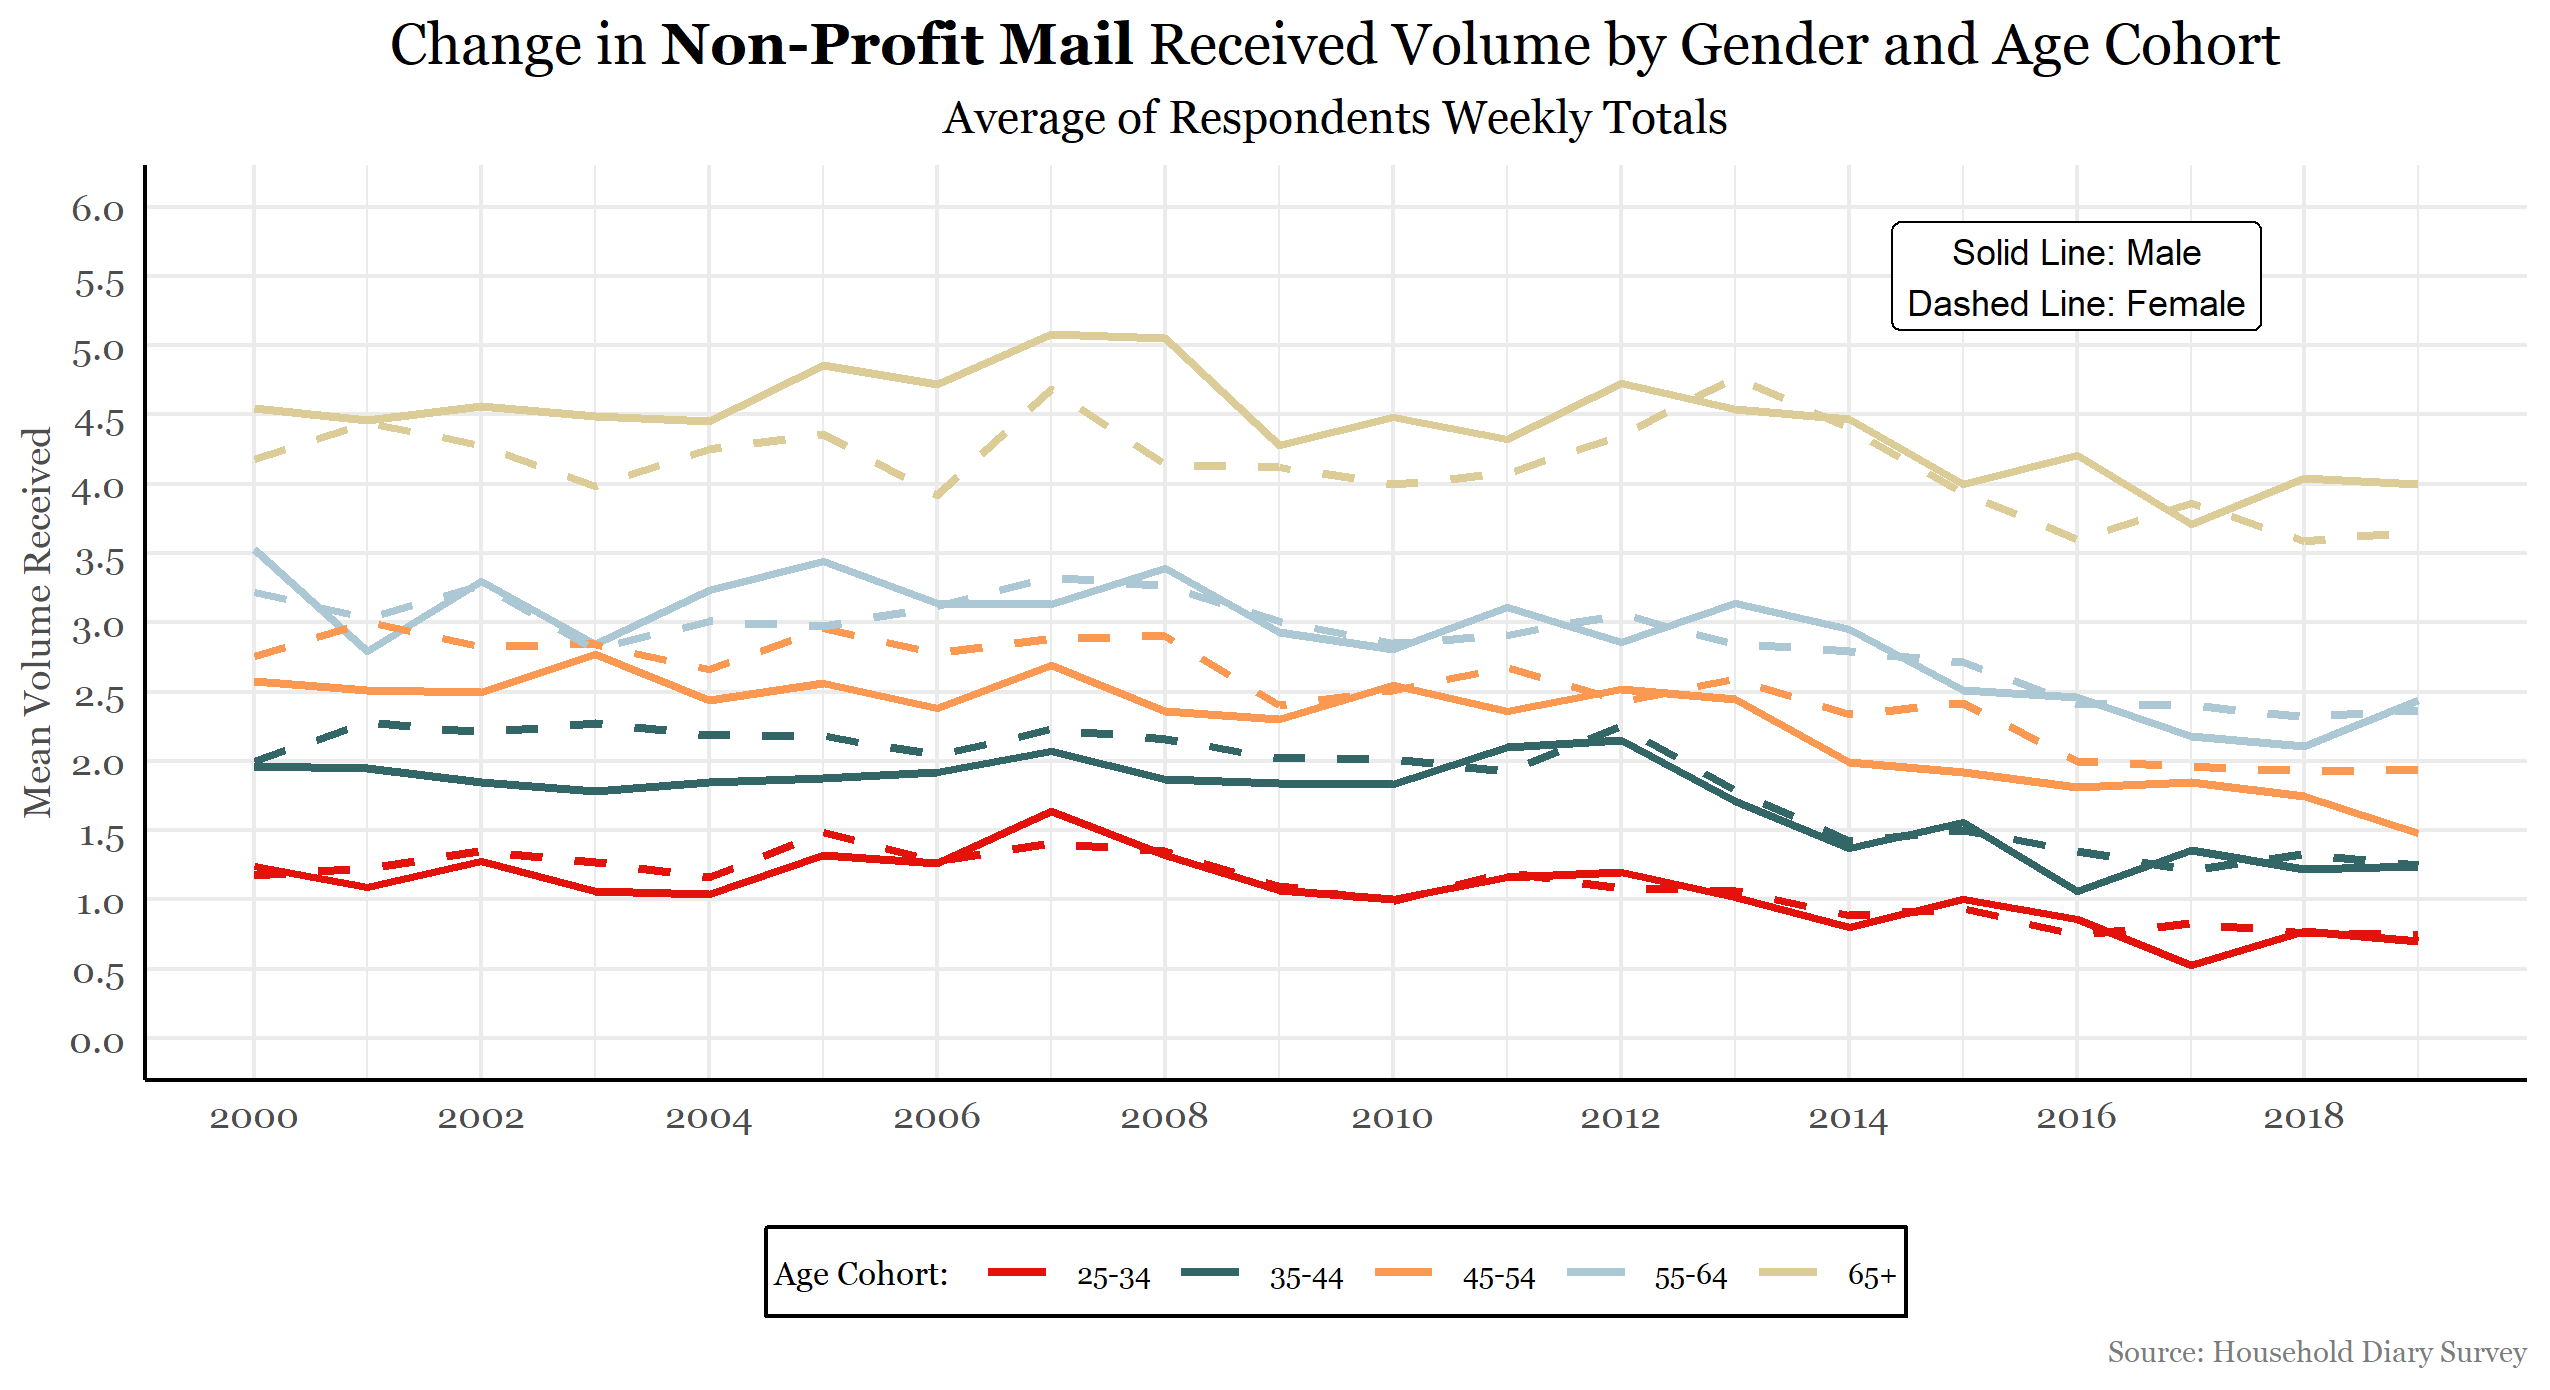 Change in Non-Profit Mail Received Volume by Gender and Age Cohort
Average of Respondents Weekly Totals
Mean Volume Received
6.0
5.5
5.0
4.5
4.0
3.5
3.0
2.5
2.0
1.5
1.0
0.5
0.0
Solid Line: Male
Dashed Line: Female
2000 2002 2004 2006 2008 2010 2012 2014 2016 2018
Age Cohort: 25-34 35-44 45-54 55-64 65+
Source: Household Diary Survey